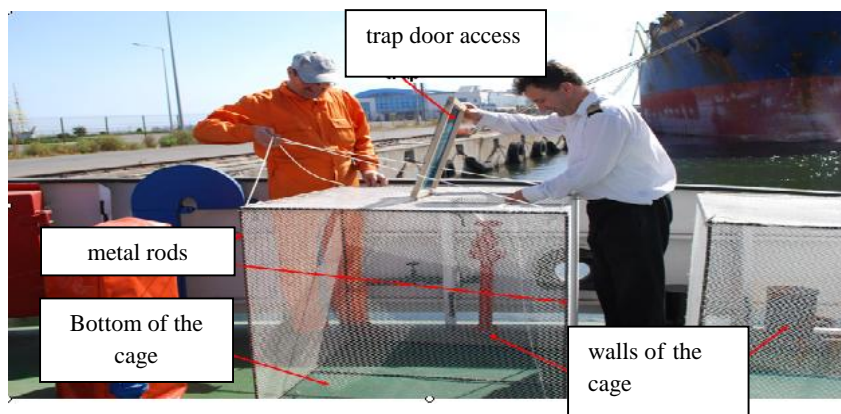 trap door access
metal rods
Bottom of the
cage
walls of the
cage